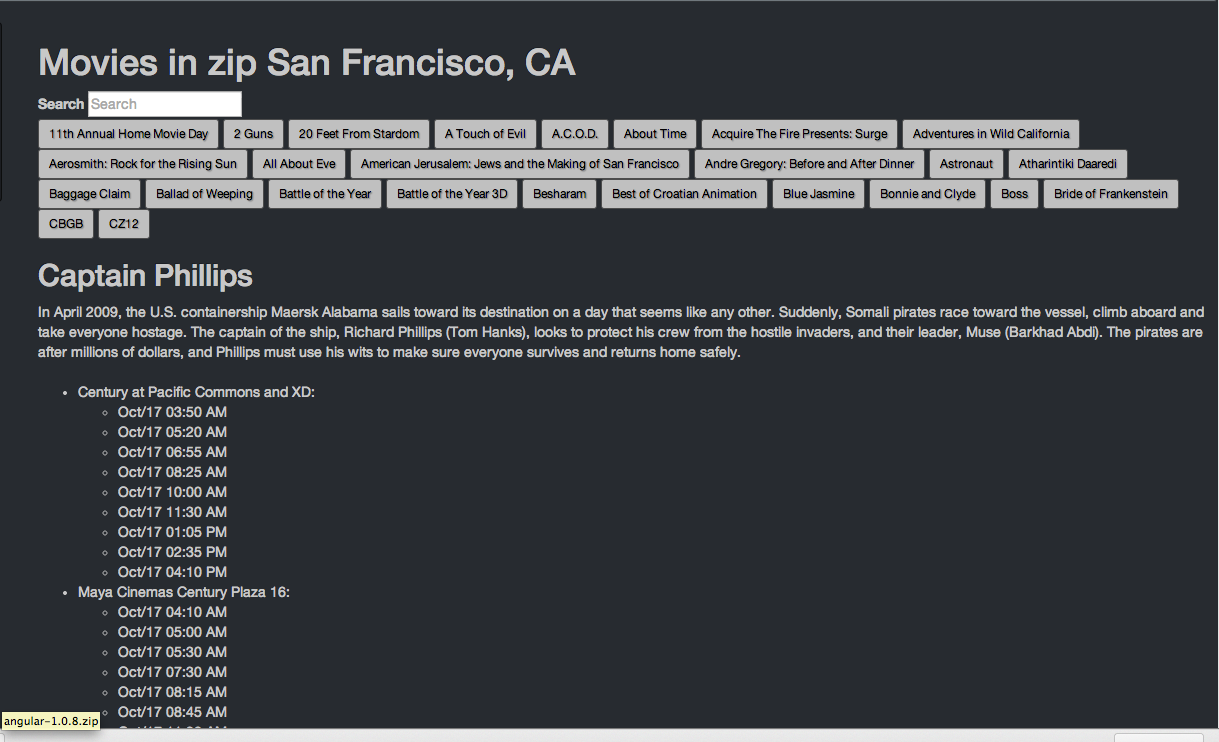 Movies in zip San Francisco, CA
Search Search
11th Annual Home Movie Day 2 Guns 20 Feet From Stardom A Touch of Evil A.C.O.D. About Time Acquire The Fire Presents: Surge Adventures in Wild California
Aerosmith: Rock for the Rising Sun All About Eve American Jerusalem: Jews and the Making of San Francisco Andre Gregory: Before and After Dinner Astronaut Atharintiki Daaredi
Baggage Claim Ballad of Weeping Battle of the Year Battle of the Year 3D Besharam Best of Croatian Animation Blue Jasmine Bonnie and Clyde Boss Bride of Frankenstein
CBGB CZ12
Captain Phillips
In April 2009, the U.S. containership Maersk Alabama sails toward its destination on a day that seems like any other. Suddenly, Somali pirates race toward the vessel, climb aboard and
take everyone hostage. The captain of the ship, Richard Phillips (Tom Hanks), looks to protect his crew from the hostile invaders, and their leader, Muse (Barkhad Abdi). The pirates are
after millions of dollars, and Phillips must use his wits to make sure everyone survives and returns home safely.
Century at Pacific Commons and XD:
Oct/17 03:50 AM
Oct/17 05:20 AM
Oct/17 06:55 AM
Oct/17 08:25 AM
Oct/17 10:00 AM
Oct/17 11:30 AM
Oct/17 01:05 PM
Oct/17 02:35 PM
Oct/17 04:10 PM
Maya Cinemas Century Plaza 16:
Oct/17 04:10 AM
Oct/17 05:00 AM
Oct/17 05:30 AM
Oct/17 07:30 AM
Oct/17 08:15 AM
Oct/17 08:45 AM
angular-1.0.8.zip